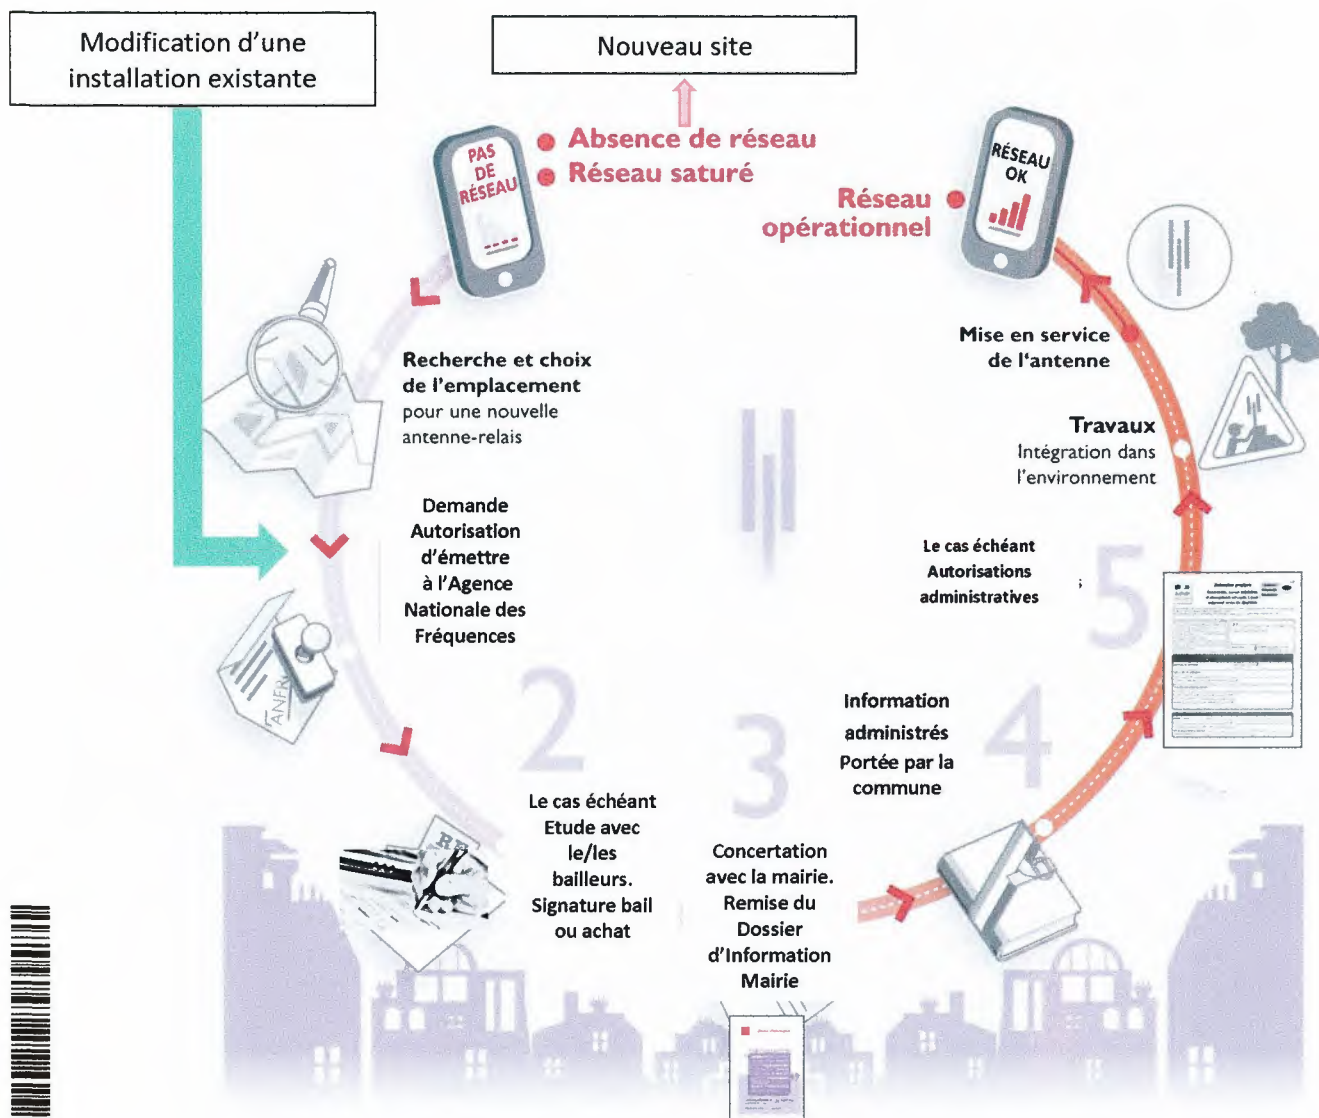 Modification d'une
installation existante
Nouveau site
Absence de réseau
Réseau saturé
PAS
DE
RÉSEAU
RÉSEAU
OK
Réseau
opérationnel
Recherche et choix
de l'emplacement
pour une nouvelle
antenne-relais
Demande
Autorisation
d'émettre
à l'Agence
Nationale des
Fréquences
ANFR
2
Le cas échéant
Etude avec
le/les
bailleurs.
Signature bail
ou achat
3
Concertation
avec la mairie.
Remise du
Dossier
d'Information
Mairie
4
Information
administrés
Portée par la
commune
5
Le cas échéant
Autorisations
administratives
Travaux
Intégration dans
l'environnement
Mise en service
de l'antenne